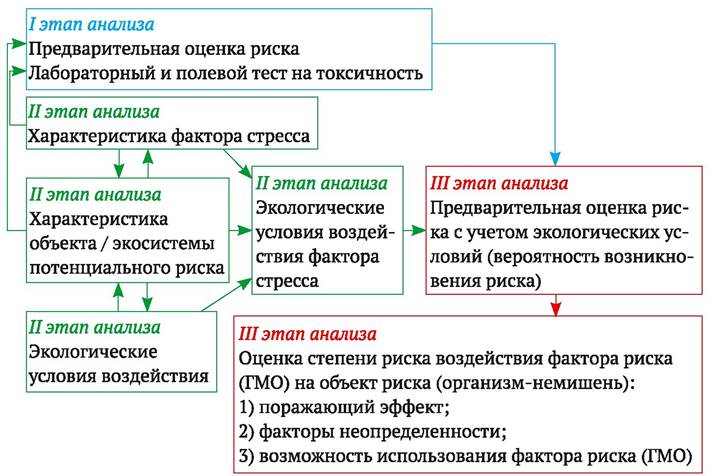 I этап анализа
Предварительная оценка риска
Лабораторный и полевой тест на токсичность
II этап анализа
Характеристика фактора стресса
II этап анализа
Характеристика
объекта / экосистемы
потенциального риска
II этап анализа
Экологические
условия воздействия
II этап анализа
Экологические
условия воздей-
ствия фактора
стресса
III этап анализа
Предварительная оценка рис-
ка с учетом экологических ус-
ловий (вероятность возникно-
вения риска)
III этап анализа
Оценка степени риска воздействия фактора риска
(ГМО) на объект риска (организм-немишень):
1) поражающий эффект;
2) факторы неопределенности;
3) возможность использования фактора риска (ГМО)